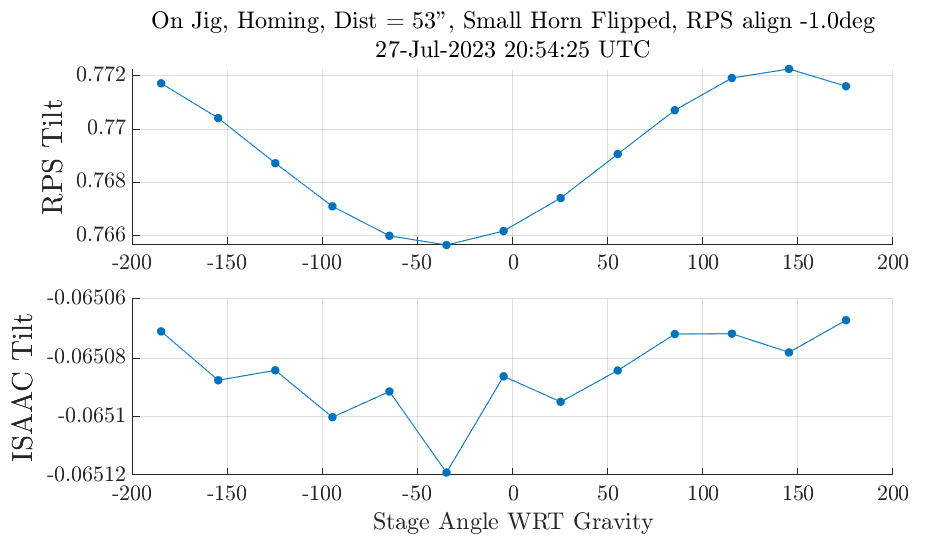 On Jig, Homing, Dist = 53”, Small Horn Flipped, RPS align -1.0deg
27-Jul-2023 20:54:25 UTC
RPS Tilt
0.772
0.77
0.768
0.766
-200 -150 -100 -50 0 50 100 150 200
ISAAC Tilt
-0.06506
-0.06508
-0.0651
-0.06512
-200 -150 -100 -50 0 50 100 150 200
Stage Angle WRT Gravity